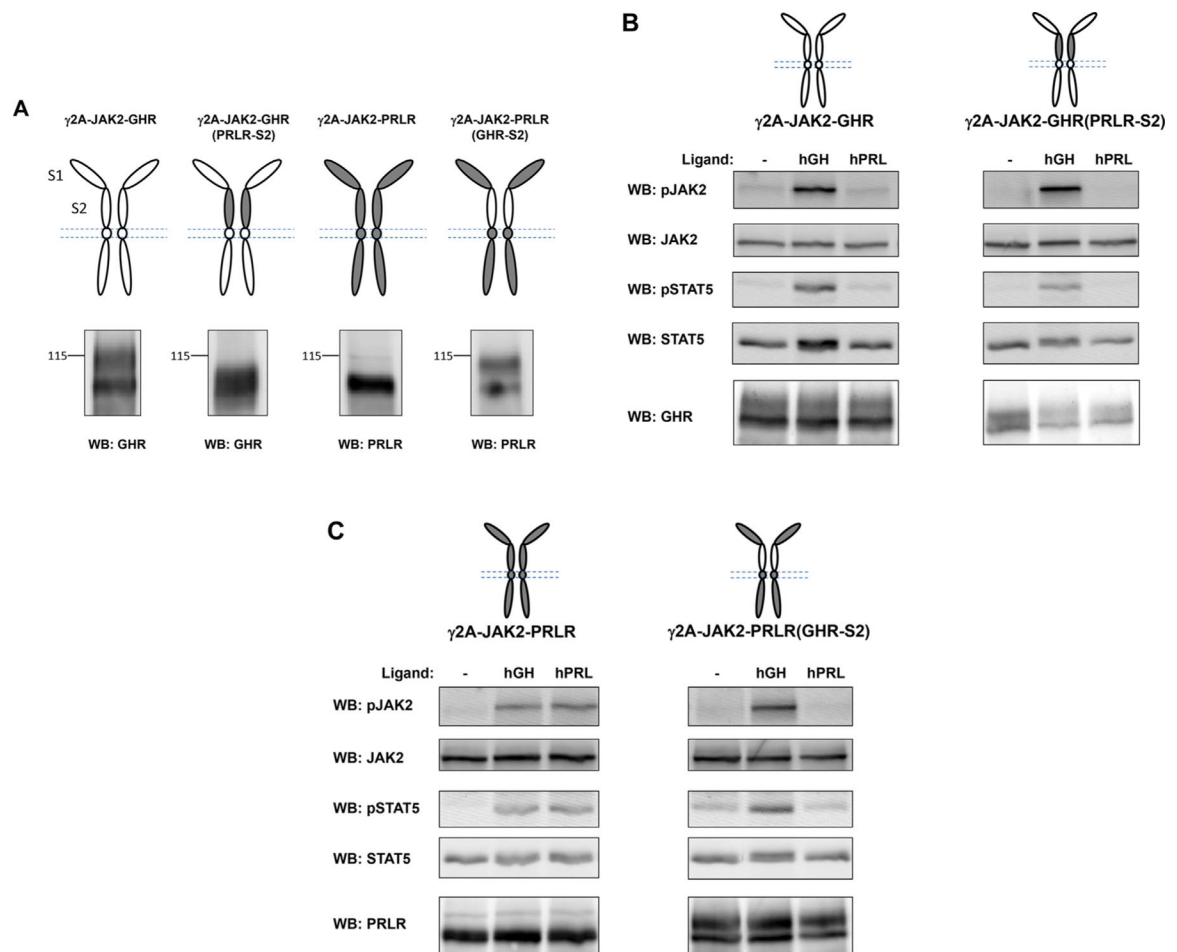 A
γ2A-JAK2-GHR
γ2A-JAK2-GHR
(PRLR-S2)
γ2A-JAK2-PRLR
γ2A-JAK2-PRLR
(GHR-S2)
S1
S2
115
115
115
115
WB: GHR
WB: GHR
WB: PRLR
WB: PRLR
B
γ2A-JAK2-GHR
γ2A-JAK2-GHR(PRLR-S2)
Ligand: - hGH hPRL
- hGH hPRL
WB: pJAK2
WB: JAK2
WB: pSTAT5
WB: STAT5
WB: GHR
C
γ2A-JAK2-PRLR
γ2A-JAK2-PRLR(GHR-S2)
Ligand: - hGH hPRL
- hGH hPRL
WB: pJAK2
WB: JAK2
WB: pSTAT5
WB: STAT5
WB: PRLR